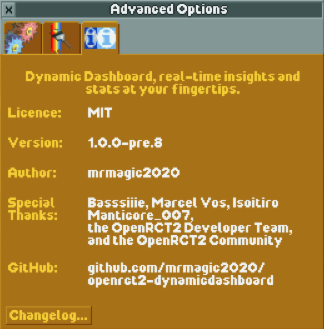 Advanced Options
Dynamic Dashboard, real-time insights and
stats at your fingertips.
Licence: MIT
Version: 1.0.0-pre.8
Author: mrmagic2020
Special Thanks: Basssiiie, Marcel Vos, Isoitiro
Manticore_007,
the OpenRCT2 Developer Team,
and the OpenRCT2 Community
GitHub: github.com/mrmagic2020/
openrct2-dynamicdashboard
Changelog...